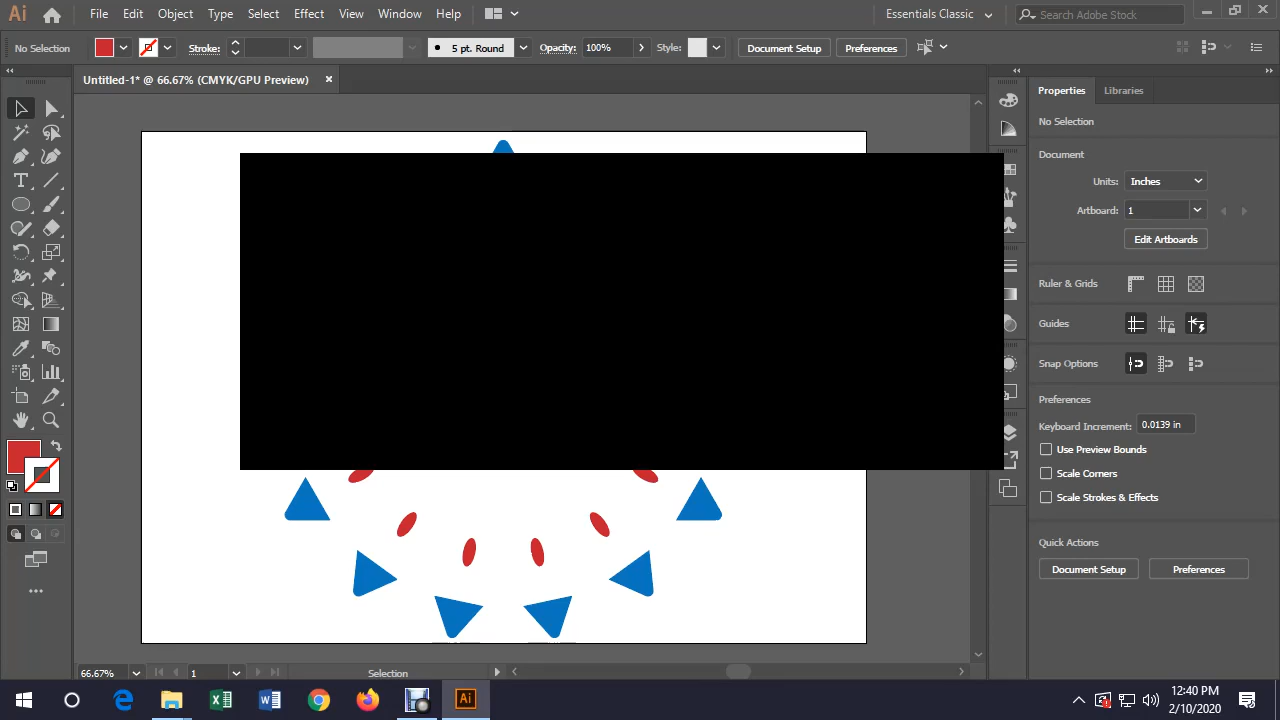 Ai File Edit Object Type Select Effect View Window Help Essentials Classic Search Adobe Stock
No Selection Stroke: 5 pt. Round Opacity: 100% Style: Document Setup Preferences
Untitled-1* @ 66.67% (CMYK/GPU Preview)
Properties Libraries
No Selection
Document
Units: Inches
Artboard: 1
Edit Artboards
Ruler & Grids
Guides
Snap Options
Preferences
Keyboard Increment: 0.0139 in
Use Preview Bounds
Scale Corners
Scale Strokes & Effects
Quick Actions
Document Setup Preferences
66.67% 1 Selection
Ai 12:40 PM
2/10/2020